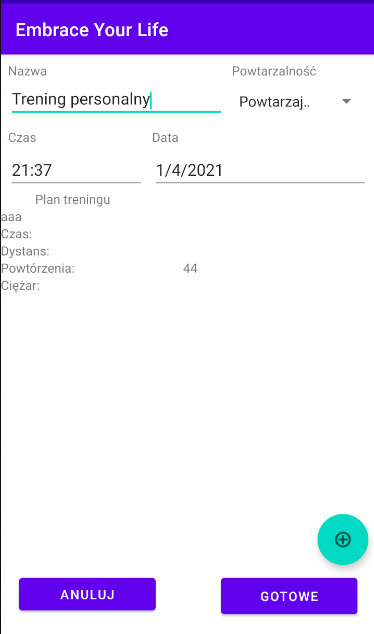 Embrace Your Life
Nazwa
Powtarzalność
Trening personalny
Powtarzaj..
Czas
Data
21:37
1/4/2021
Plan treningu
aaa
Czas:
Dystans:
Powtórzenia: 44
Ciężar:
ANULUJ
GOTOWE